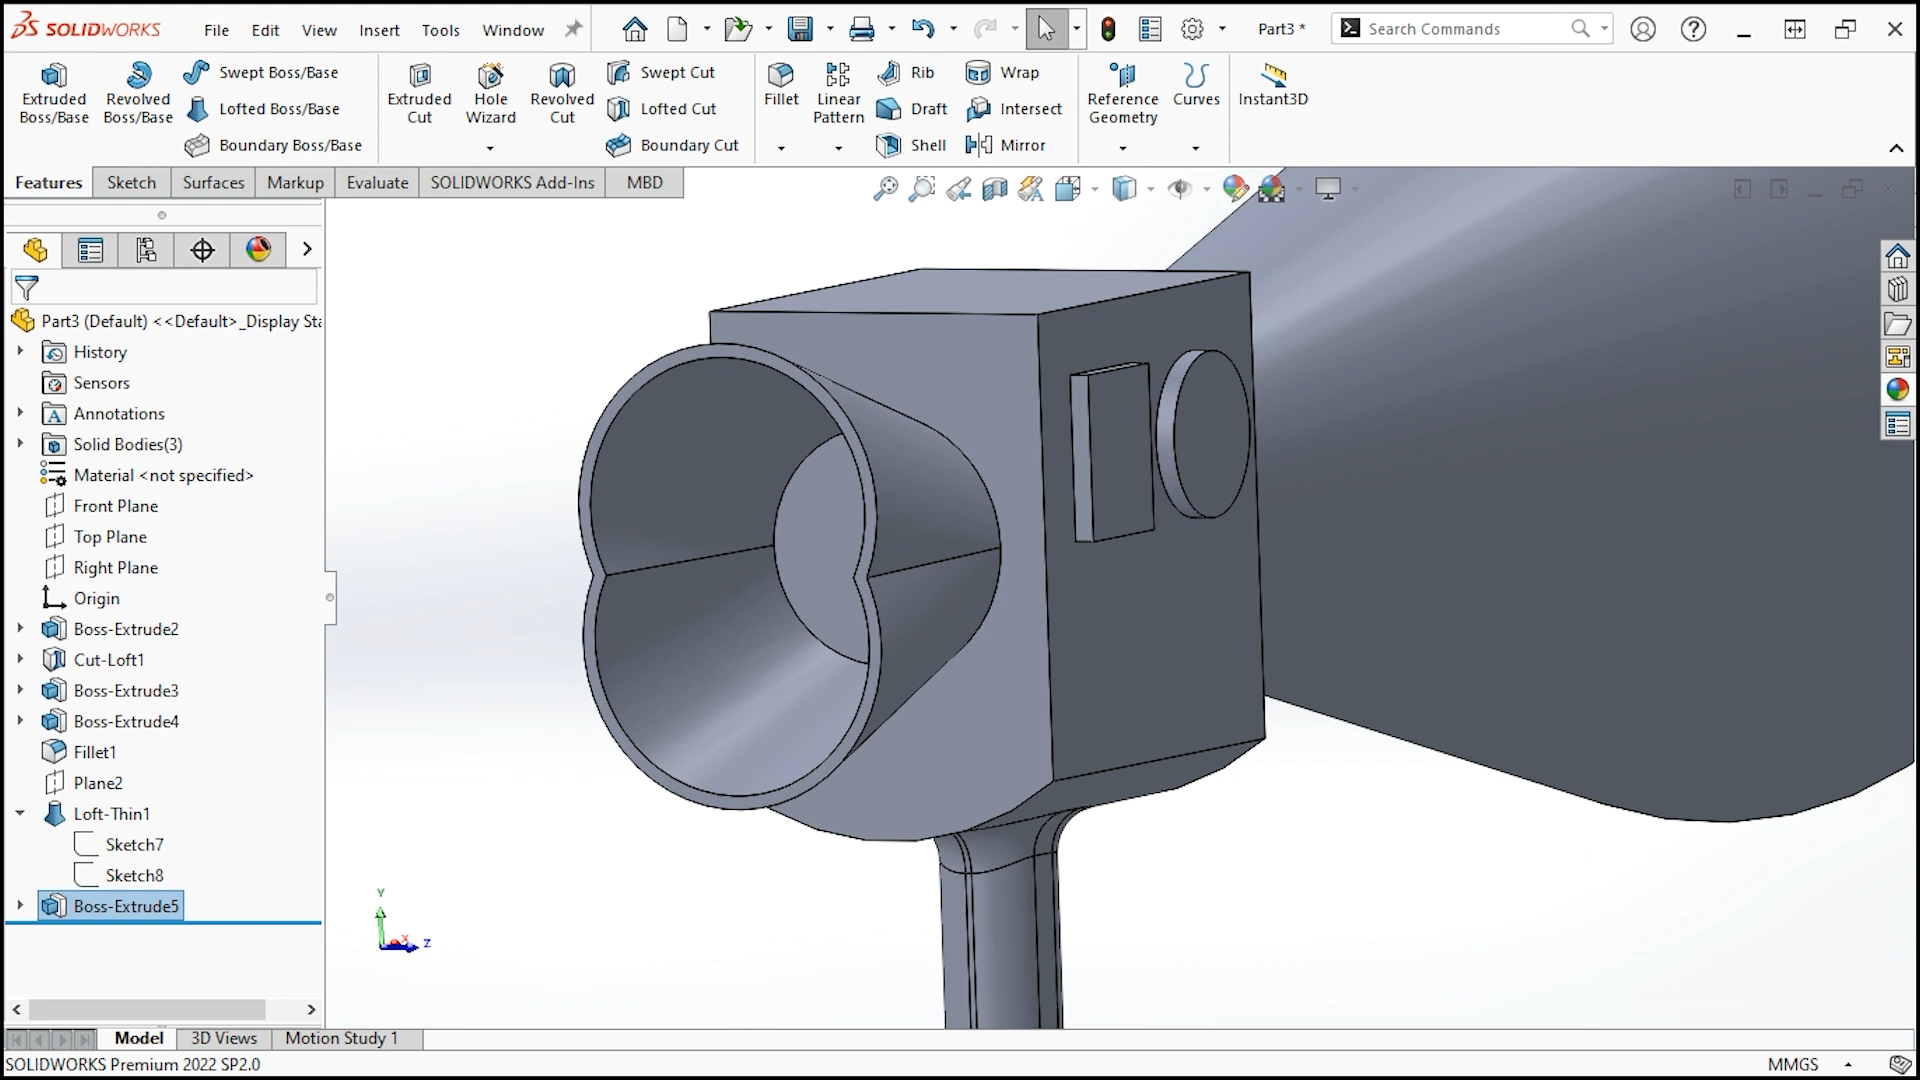 SOLIDWORKS File Edit View Insert Tools Window Part3 * Search Commands
Extruded Boss/Base
Revolved Boss/Base
Swept Boss/Base
Lofted Boss/Base
Boundary Boss/Base
Extruded Cut
Hole Wizard
Revolved Cut
Swept Cut
Lofted Cut
Boundary Cut
Fillet
Linear Pattern
Rib
Draft
Shell
Wrap
Intersect
Mirror
Reference Geometry
Curves
Instant3D
Features Sketch Surfaces Markup Evaluate SOLIDWORKS Add-Ins MBD
Part3 (Default) <<Default>_Display Sta
History
Sensors
Annotations
Solid Bodies(3)
Material <not specified>
Front Plane
Top Plane
Right Plane
Origin
Boss-Extrude2
Cut-Loft1
Boss-Extrude3
Boss-Extrude4
Fillet1
Plane2
Loft-Thin1
Sketch7
Sketch8
Boss-Extrude5
Y
X
Z
Model 3D Views Motion Study 1
SOLIDWORKS Premium 2022 SP2.0 MMGS